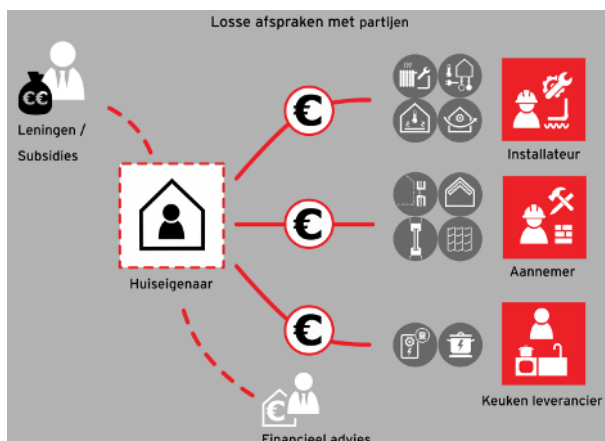 Losse afspraken met partijen
Leningen /
Subsidies
Huiseigenaar
Installateur
Aannemer
Keuken leverancier
Financieel advies